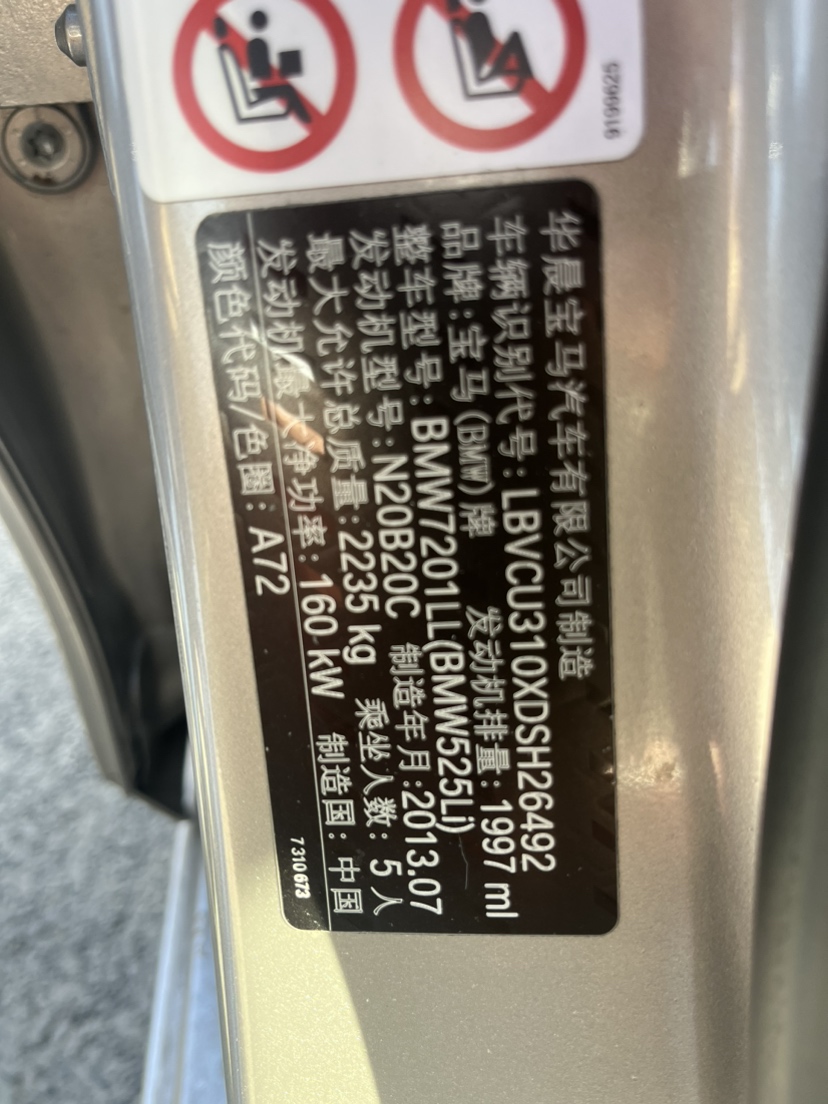 5296616
华晨宝马汽车有限公司制造
车辆识别代号:LBVCU310XDSH26492
品牌:宝马(BMW)牌 发动机排量:1997 ml
整车型号:BMW7201LL(BMW525Li)
发动机型号:N20B20C 制造年月:2013.07
最大允许总质量:2235 kg 乘坐人数: 5人
发动机最大净功率: 160 kW 制造国: 中国
颜色代码/色圈: A72
7310673